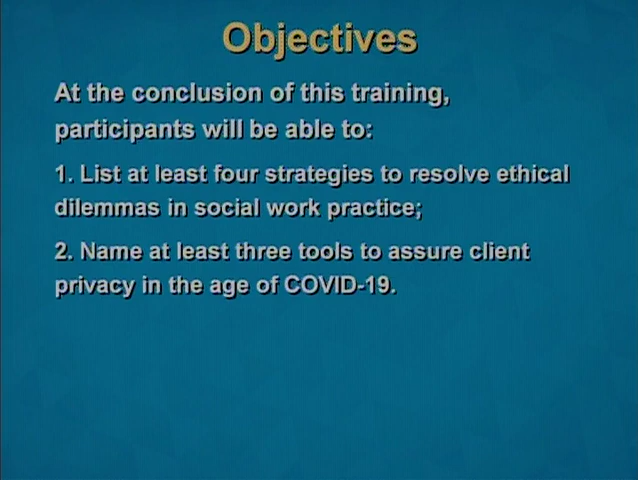 Objectives
At the conclusion of this training,
participants will be able to:
1. List at least four strategies to resolve ethical
dilemmas in social work practice;
2. Name at least three tools to assure client
privacy in the age of COVID-19.